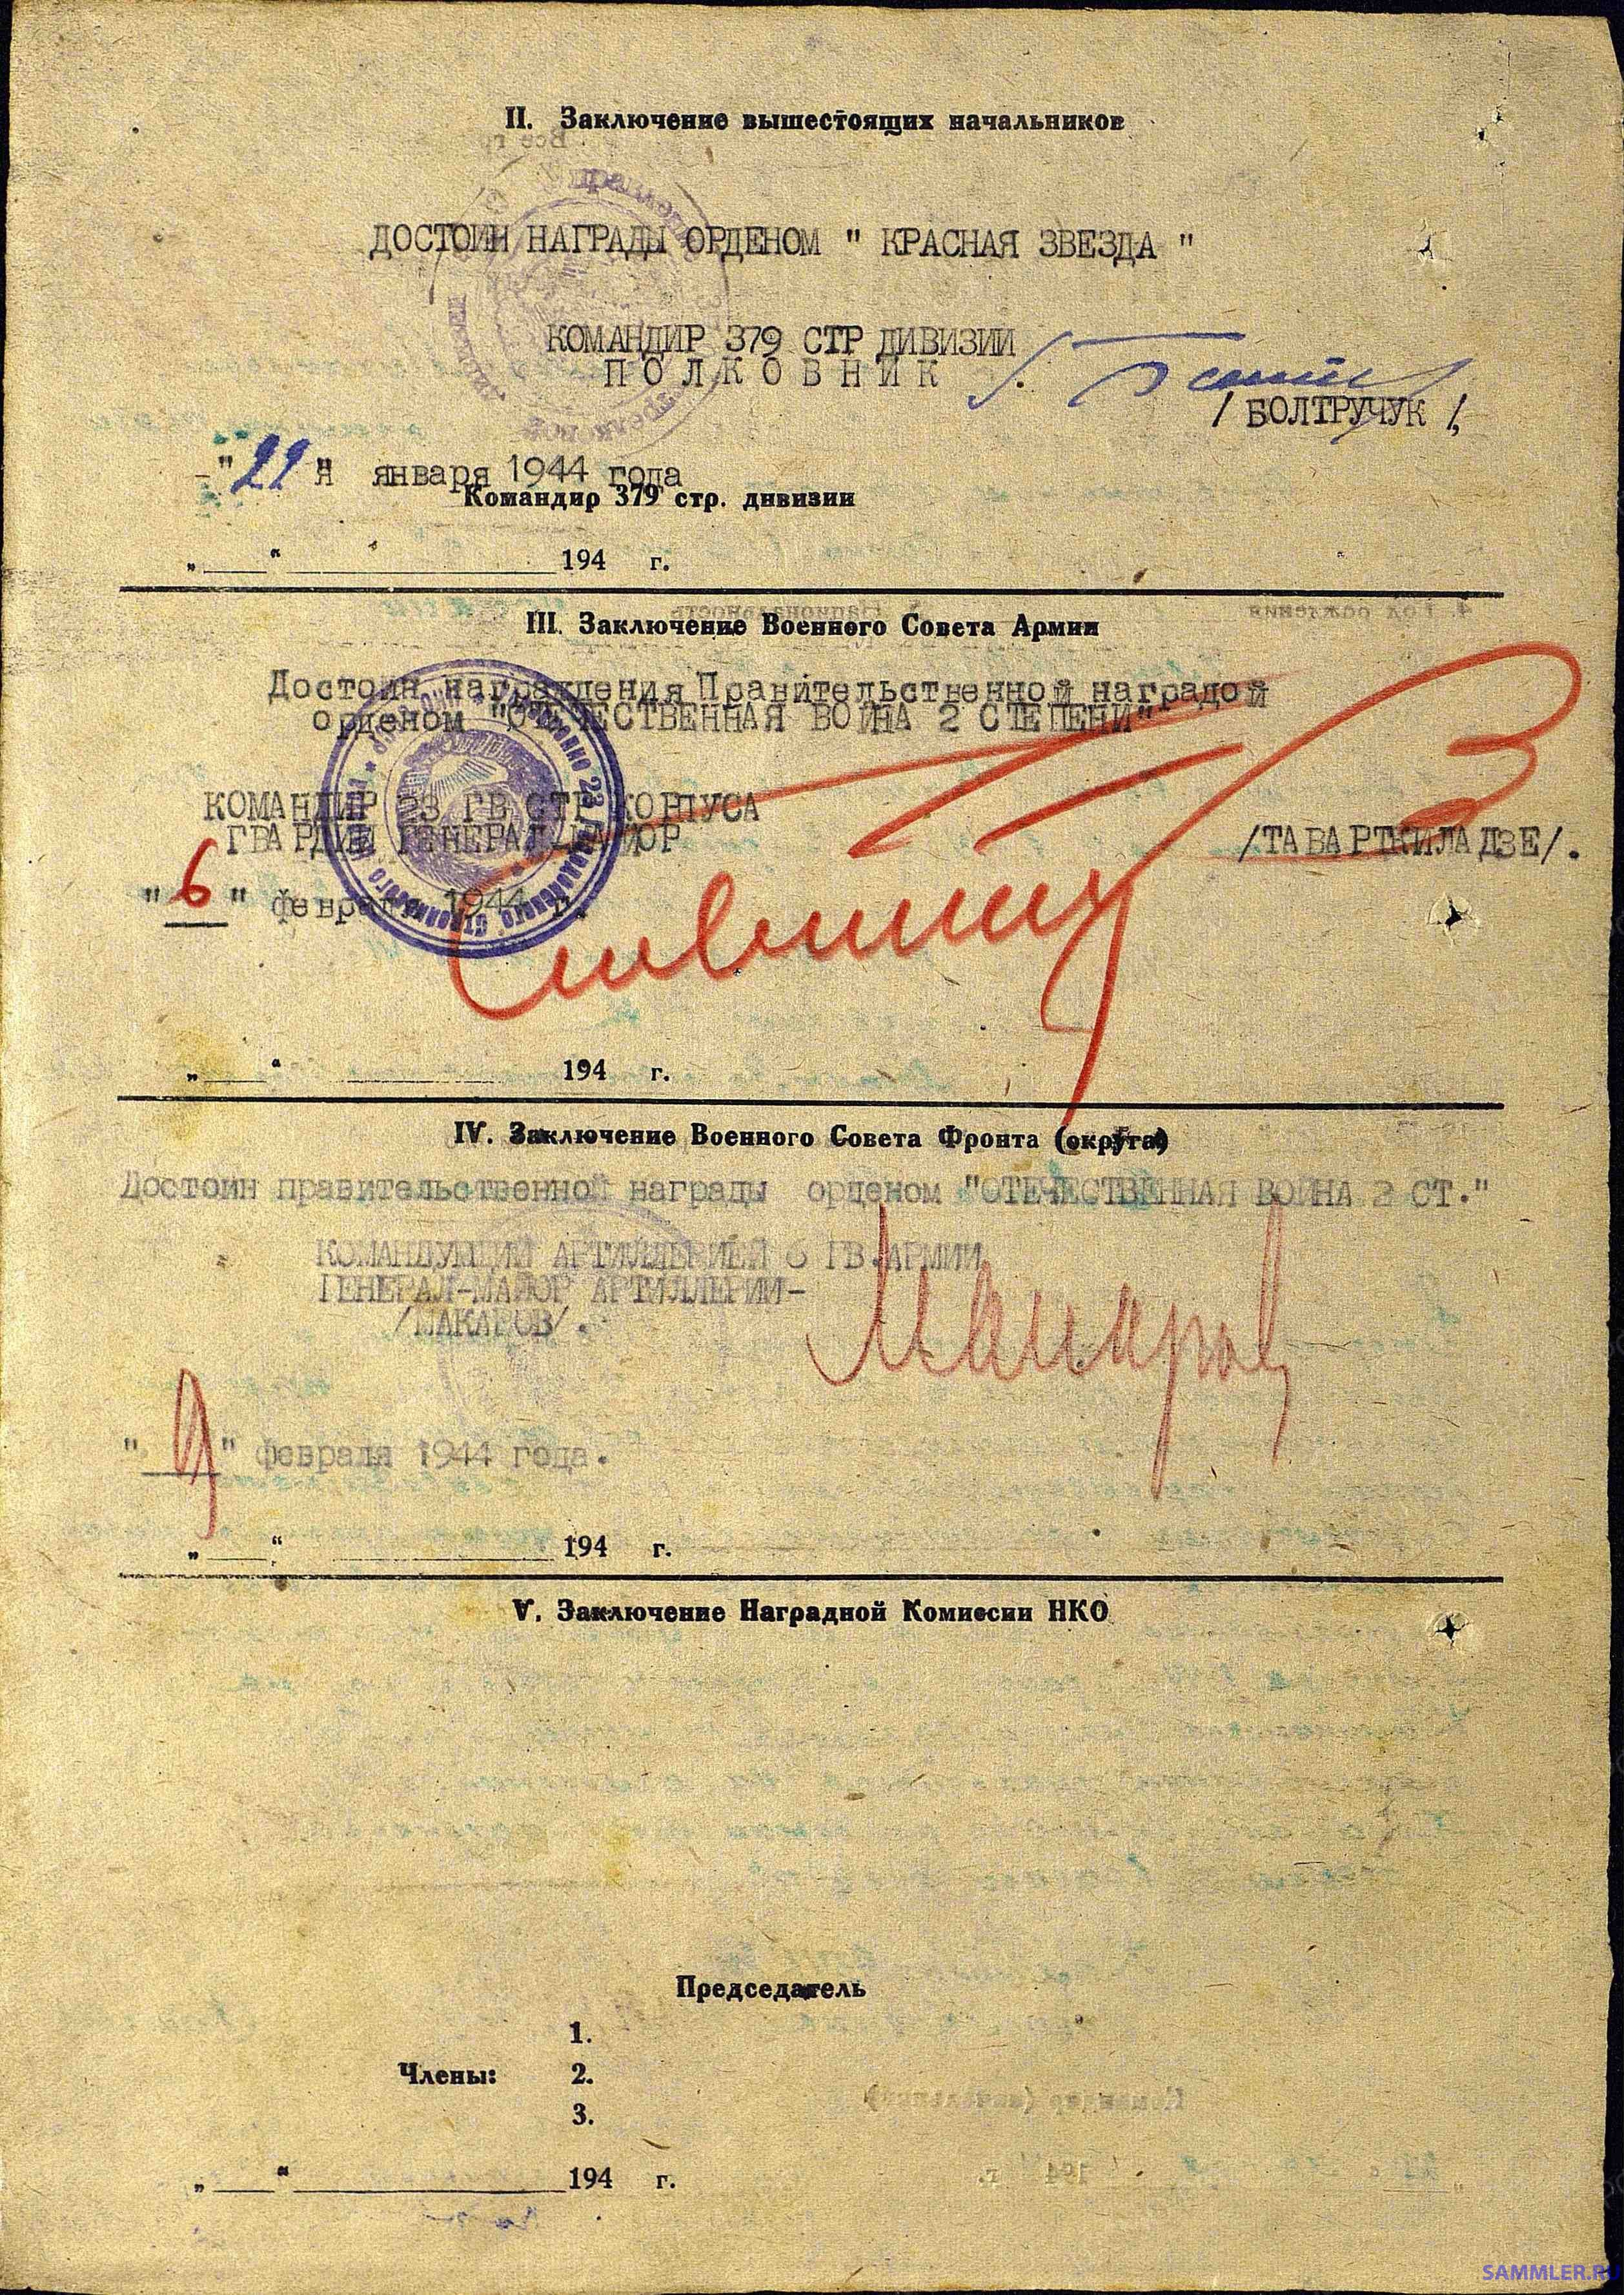 II. Заключение вышестоящих начальников
ДОСТОИН НАГРАДЫ ОРДЕНОМ " КРАСНАЯ ЗВЕЗДА "
КОМАНДИР 379 СТР ДИВИЗИИ
ПОЛКОВНИК
/ БОЛТРУЧУК /,
"22" января 1944 года
Командир 379 стр. дивизии
„ “ 194 г.
III. Заключение Военного Совета Армии
Достоин награждения Правительственной наградой
орденом "ОТЕЧЕСТВЕННАЯ ВОЙНА 2 СТЕПЕНИ"
КОМАНДИР 23 ГВ СТР КОРПУСА
ГВАРДИИ ГЕНЕРАЛ-МАЙОР
/ТАВАРТКИЛАДЗЕ/.
"6" февраля 1944 г.
„ “ 194 г.
IV. Заключение Военного Совета Фронта (округа)
Достоин правительственной награды орденом "ОТЕЧЕСТВЕННАЯ ВОЙНА 2 СТ."
КОМАНДУЮЩИЙ АРТИЛЛЕРИЕЙ 6 ГВ.АРМИИ
ГЕНЕРАЛ-МАЙОР АРТИЛЛЕРИИ-
/МАКАРОВ/.
Макаров
"9" февраля 1944 года.
„ “ 194 г.
V. Заключение Наградной Комиссии НКО
Председатель
1.
Члены: 2.
3.
„ “ 194 г.
SAMMLER.RU